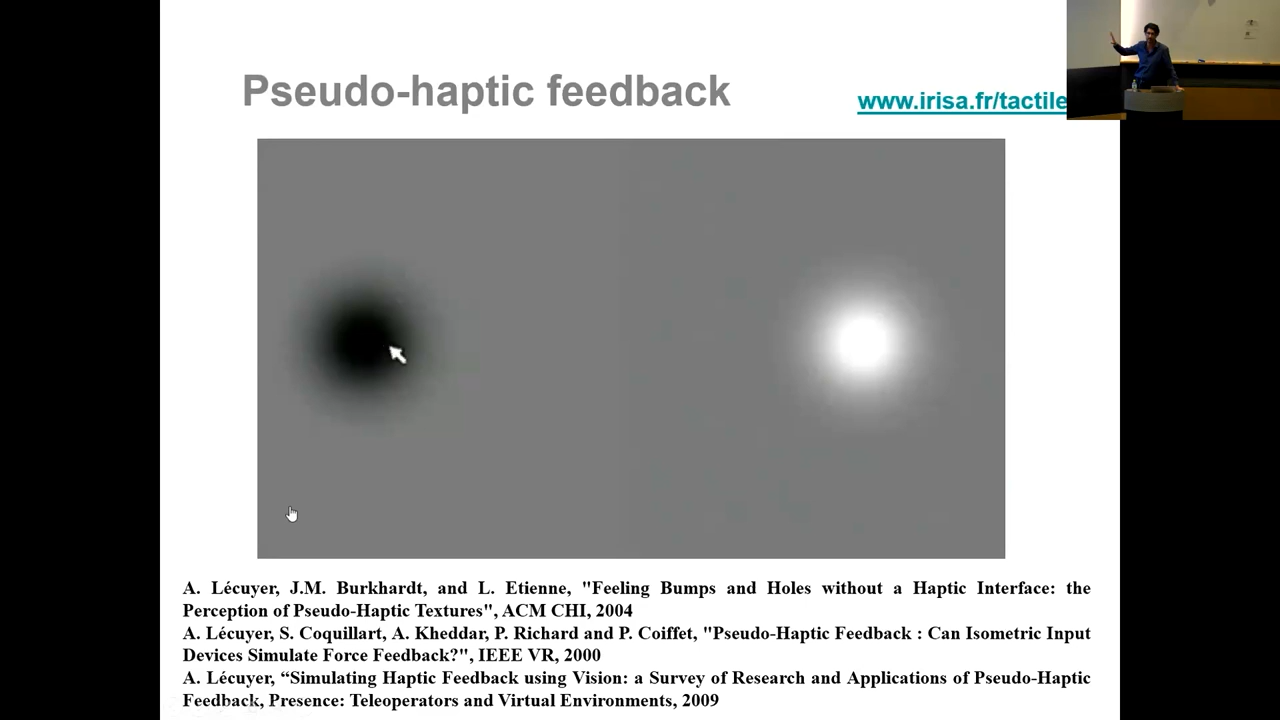 Pseudo-haptic feedback
www.irisa.fr/tactile
A. Lécuyer, J.M. Burkhardt, and L. Etienne, "Feeling Bumps and Holes without a Haptic Interface: the
Perception of Pseudo-Haptic Textures", ACM CHI, 2004
A. Lécuyer, S. Coquillart, A. Kheddar, P. Richard and P. Coiffet, "Pseudo-Haptic Feedback : Can Isometric Input
Devices Simulate Force Feedback?", IEEE VR, 2000
A. Lécuyer, “Simulating Haptic Feedback using Vision: a Survey of Research and Applications of Pseudo-Haptic
Feedback, Presence: Teleoperators and Virtual Environments, 2009